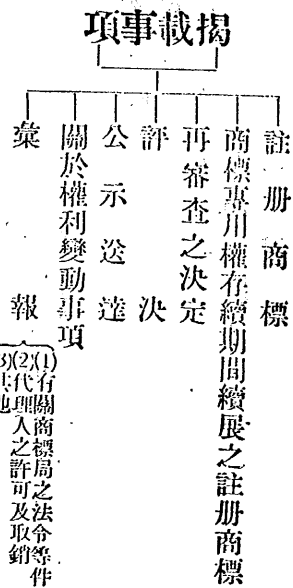 揭載事項
註册商標
商標專用權存續期間續展之註册商標
再審查之決定
評決
公示送達
關於權利變動事項
彙報
(1)有關商標局之法令等件
(2)代理人之許可及取銷
(3)其他